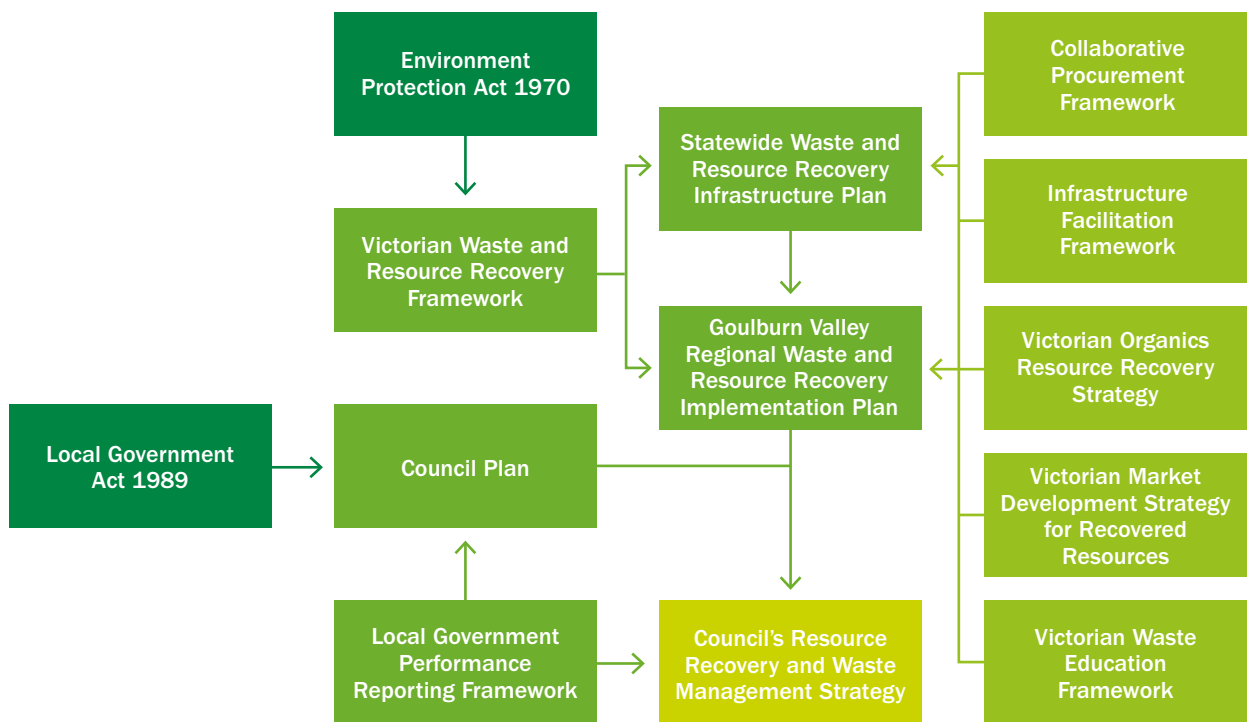 Environment
Protection Act 1970
Collaborative
Procurement
Framework
Statewide Waste and
Resource Recovery
Infrastructure Plan
Infrastructure
Facilitation
Framework
Victorian Waste and
Resource Recovery
Framework
Goulburn Valley
Regional Waste and
Resource Recovery
Implementation Plan
Victorian Organics
Resource Recovery
Strategy
Local Government
Act 1989
Council Plan
Victorian Market
Development Strategy
for Recovered
Resources
Local Government
Performance
Reporting Framework
Council’s Resource
Recovery and Waste
Management Strategy
Victorian Waste
Education
Framework